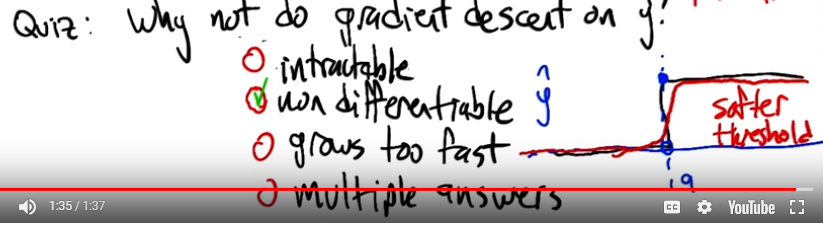 Quiz: Why not do gradient descent on ŷ?
intractable
non differentiable ŷ
grows too fast
softer
threshold
multiple answers
a
1:35 / 1:37
CC
YouTube